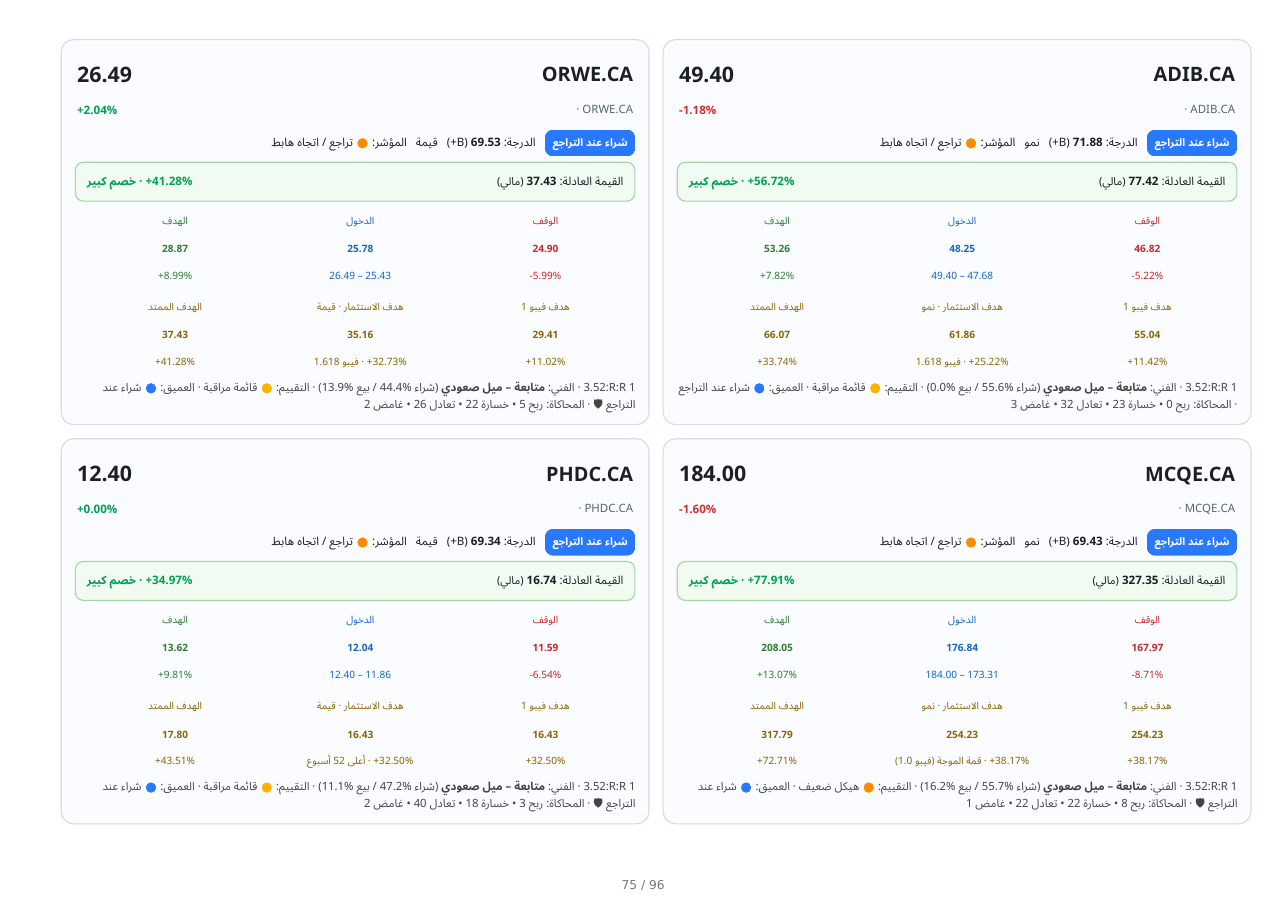 ADIB.CA 49.40
ADIB.CA · -1.18%
شراء عند التراجع الدرجة: 71.88 (B+) نمو المؤشر: 🟠 تراجع / اتجاه هابط
القيمة العادلة: 77.42 (مالي) +56.72% · خصم كبير
الوقف الدخول الهدف
46.82 48.25 53.26
-5.22% 47.68 – 49.40 +7.82%
هدف فيبو 1 هدف الاستثمار · نمو الهدف الممتد
55.04 61.86 66.07
+11.42% +25.22% · فيبو 1.618 +33.74%
R:R 1:3.52 · الفني: متابعة – ميل صعودي (شراء 55.6% / بيع 0.0%) · التقييم: 🟡 قائمة مراقبة · العميق: 🔵 شراء عند التراجع
· المحاكاة: ربح 0 • خسارة 23 • تعادل 32 • غامض 3
ORWE.CA 26.49
ORWE.CA · +2.04%
شراء عند التراجع الدرجة: 69.53 (B+) قيمة المؤشر: 🟠 تراجع / اتجاه هابط
القيمة العادلة: 37.43 (مالي) +41.28% · خصم كبير
الوقف الدخول الهدف
24.90 25.78 28.87
-5.99% 25.43 – 26.49 +8.99%
هدف فيبو 1 هدف الاستثمار · قيمة الهدف الممتد
29.41 35.16 37.43
+11.02% +32.73% · فيبو 1.618 +41.28%
R:R 1:3.52 · الفني: متابعة – ميل صعودي (شراء 44.4% / بيع 13.9%) · التقييم: 🟡 قائمة مراقبة · العميق: 🔵 شراء عند
التراجع 🛡 · المحاكاة: ربح 5 • خسارة 22 • تعادل 26 • غامض 2
MCQE.CA 184.00
MCQE.CA · -1.60%
شراء عند التراجع الدرجة: 69.43 (B+) نمو المؤشر: 🟠 تراجع / اتجاه هابط
القيمة العادلة: 327.35 (مالي) +77.91% · خصم كبير
الوقف الدخول الهدف
167.97 176.84 208.05
-8.71% 173.31 – 184.00 +13.07%
هدف فيبو 1 هدف الاستثمار · نمو الهدف الممتد
254.23 254.23 317.79
+38.17% +38.17% · قمة الموجة (فيبو 1.0) +72.71%
R:R 1:3.52 · الفني: متابعة – ميل صعودي (شراء 55.7% / بيع 16.2%) · التقييم: 🟠 هيكل ضعيف · العميق: 🔵 شراء عند
التراجع 🛡 · المحاكاة: ربح 8 • خسارة 22 • تعادل 22 • غامض 1
PHDC.CA 12.40
PHDC.CA · +0.00%
شراء عند التراجع الدرجة: 69.34 (B+) قيمة المؤشر: 🟠 تراجع / اتجاه هابط
القيمة العادلة: 16.74 (مالي) +34.97% · خصم كبير
الوقف الدخول الهدف
11.59 12.04 13.62
-6.54% 11.86 – 12.40 +9.81%
هدف فيبو 1 هدف الاستثمار · قيمة الهدف الممتد
16.43 16.43 17.80
+32.50% +32.50% · أعلى 52 أسبوع +43.51%
R:R 1:3.52 · الفني: متابعة – ميل صعودي (شراء 47.2% / بيع 11.1%) · التقييم: 🟡 قائمة مراقبة · العميق: 🔵 شراء عند
التراجع 🛡 · المحاكاة: ربح 3 • خسارة 18 • تعادل 40 • غامض 2
75 / 96